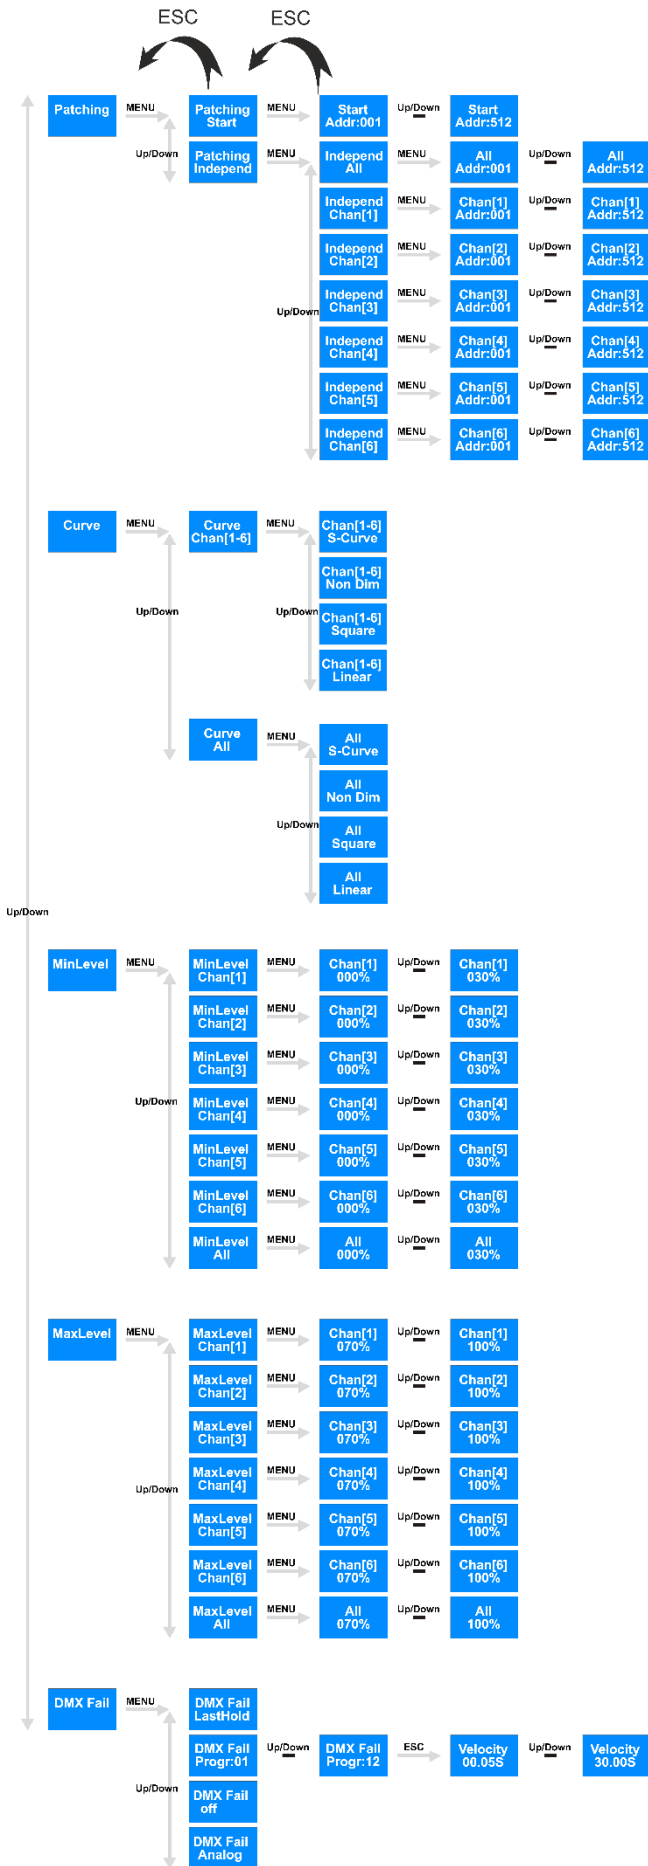 ESC ESC
Patching MENU Patching MENU Start Up/Down Start
Start Addr:001 Addr:512
Up/Down Patching MENU Independ MENU All Up/Down All
Independ All Addr:001 Addr:512
Independ MENU Chan[1] Up/Down Chan[1]
Chan[1] Addr:001 Addr:512
Independ MENU Chan[2] Up/Down Chan[2]
Chan[2] Addr:001 Addr:512
Independ MENU Chan[3] Up/Down Chan[3]
Chan[3] Addr:001 Addr:512
Up/Down
Independ MENU Chan[4] Up/Down Chan[4]
Chan[4] Addr:001 Addr:512
Independ MENU Chan[5] Up/Down Chan[5]
Chan[5] Addr:001 Addr:512
Independ MENU Chan[6] Up/Down Chan[6]
Chan[6] Addr:001 Addr:512
Curve MENU Curve MENU Chan[1-6]
Chan[1-6] S-Curve
Chan[1-6]
Non Dim
Up/Down Up/Down Chan[1-6]
Square
Chan[1-6]
Linear
Curve MENU All
All S-Curve
All
Non Dim
Up/Down All
Square
All
Linear
Up/Down
MinLevel MENU MinLevel MENU Chan[1] Up/Down Chan[1]
Chan[1] 000% 030%
MinLevel MENU Chan[2] Up/Down Chan[2]
Chan[2] 000% 030%
MinLevel MENU Chan[3] Up/Down Chan[3]
Chan[3] 000% 030%
Up/Down MinLevel MENU Chan[4] Up/Down Chan[4]
Chan[4] 000% 030%
MinLevel MENU Chan[5] Up/Down Chan[5]
Chan[5] 000% 030%
MinLevel MENU Chan[6] Up/Down Chan[6]
Chan[6] 000% 030%
MinLevel MENU All Up/Down All
All 000% 030%
MaxLevel MENU MaxLevel MENU Chan[1] Up/Down Chan[1]
Chan[1] 070% 100%
MaxLevel MENU Chan[2] Up/Down Chan[2]
Chan[2] 070% 100%
MaxLevel MENU Chan[3] Up/Down Chan[3]
Chan[3] 070% 100%
MaxLevel MENU Chan[4] Up/Down Chan[4]
Chan[4] 070% 100%
Up/Down
MaxLevel MENU Chan[5] Up/Down Chan[5]
Chan[5] 070% 100%
MaxLevel MENU Chan[6] Up/Down Chan[6]
Chan[6] 070% 100%
MaxLevel MENU All Up/Down All
All 070% 100%
DMX Fail MENU DMX Fail
LastHold
DMX Fail Up/Down DMX Fail ESC Velocity Up/Down Velocity
Progr:01 Progr:12 00.05S 30.00S
Up/Down DMX Fail
off
DMX Fail
Analog